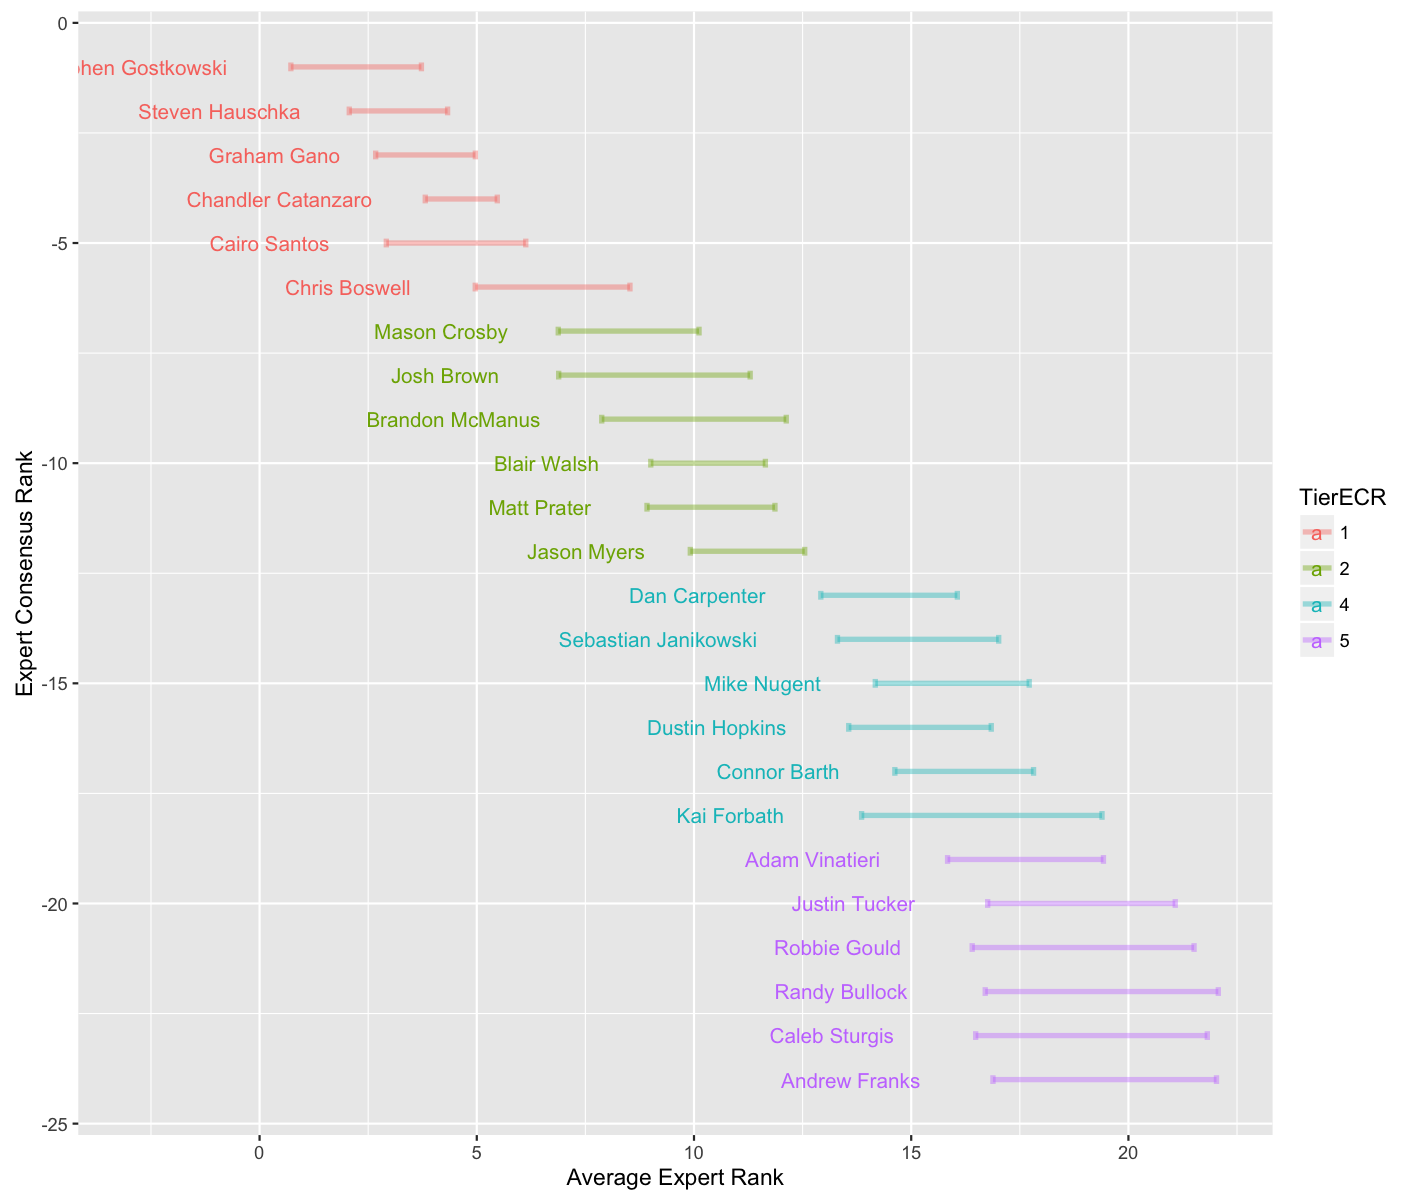 0
Gostkowski
Steven Hauschka
Graham Gano
Chandler Catanzaro
-5
Cairo Santos
Chris Boswell
Mason Crosby
Josh Brown
Brandon McManus
-10
Blair Walsh
Matt Prater
Jason Myers
Dan Carpenter
Sebastian Janikowski
-15
Mike Nugent
Dustin Hopkins
Connor Barth
Kai Forbath
Adam Vinatieri
-20
Justin Tucker
Robbie Gould
Randy Bullock
Caleb Sturgis
Andrew Franks
-25
0 5 10 15 20
Average Expert Rank
Expert Consensus Rank
TierECR
a 1
a 2
a 4
a 5